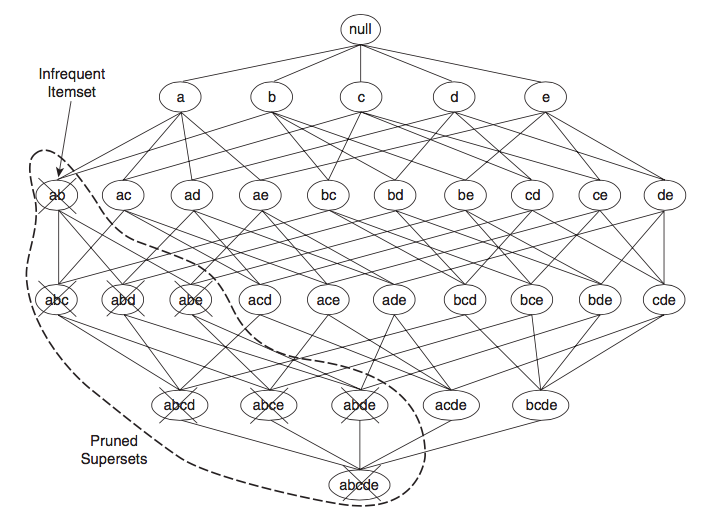 null
Infrequent
Itemset
a
b
c
d
e
ab
ac
ad
ae
bc
bd
be
cd
ce
de
abc
abd
abe
acd
ace
ade
bcd
bce
bde
cde
abcd
abce
abde
acde
bcde
Pruned
Supersets
abcde